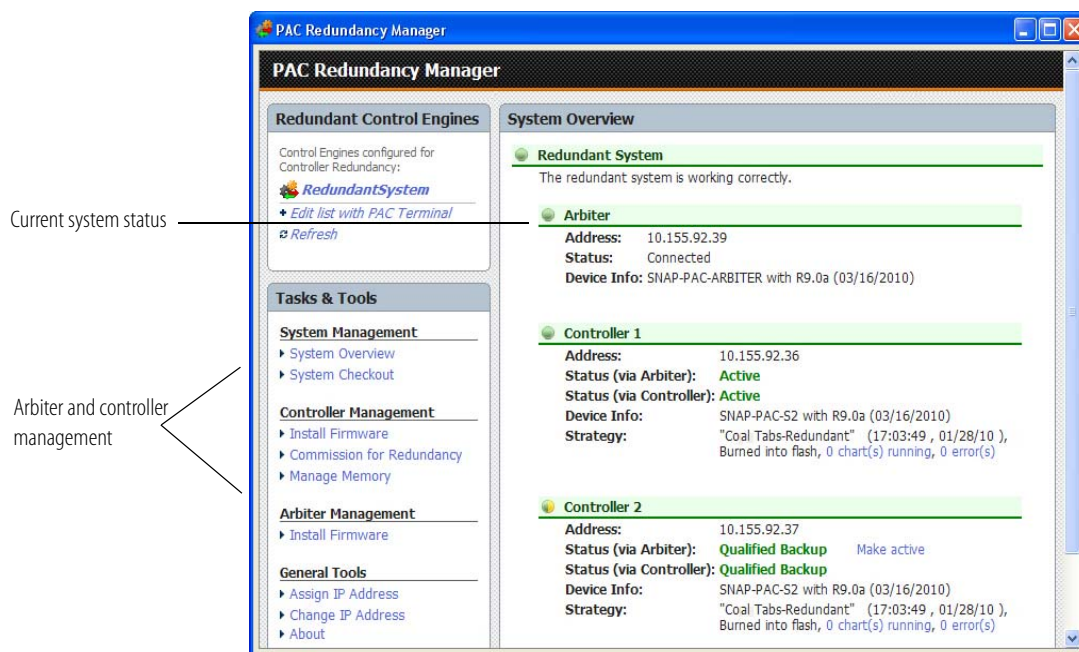 PAC Redundancy Manager
PAC Redundancy Manager
Redundant Control Engines
Control Engines configured for
Controller Redundancy:
RedundantSystem
Edit list with PAC Terminal
Refresh
Tasks & Tools
System Management
System Overview
System Checkout
Controller Management
Install Firmware
Commission for Redundancy
Manage Memory
Arbiter Management
Install Firmware
General Tools
Assign IP Address
Change IP Address
About
System Overview
Redundant System
The redundant system is working correctly.
Arbiter
Address: 10.155.92.39
Status: Connected
Device Info: SNAP-PAC-ARBITER with R9.0a (03/16/2010)
Controller 1
Address: 10.155.92.36
Status (via Arbiter): Active
Status (via Controller): Active
Device Info: SNAP-PAC-S2 with R9.0a (03/16/2010)
Strategy: "Coal Tabs-Redundant" (17:03:49 , 01/28/10 ),
Burned into flash, 0 chart(s) running, 0 error(s)
Controller 2
Address: 10.155.92.37
Status (via Arbiter): Qualified Backup Make active
Status (via Controller): Qualified Backup
Device Info: SNAP-PAC-S2 with R9.0a (03/16/2010)
Strategy: "Coal Tabs-Redundant" (17:03:49 , 01/28/10 ),
Burned into flash, 0 chart(s) running, 0 error(s)
Current system status
Arbiter and controller
management